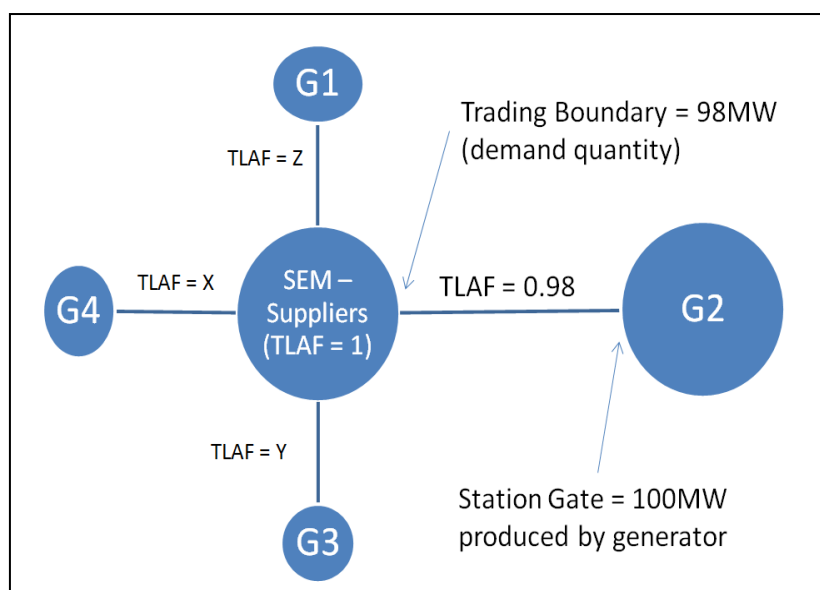 G1
Trading Boundary = 98MW
(demand quantity)
TLAF = Z
TLAF = X
SEM –
Suppliers
(TLAF = 1)
TLAF = 0.98
G4
G2
TLAF = Y
Station Gate = 100MW
produced by generator
G3